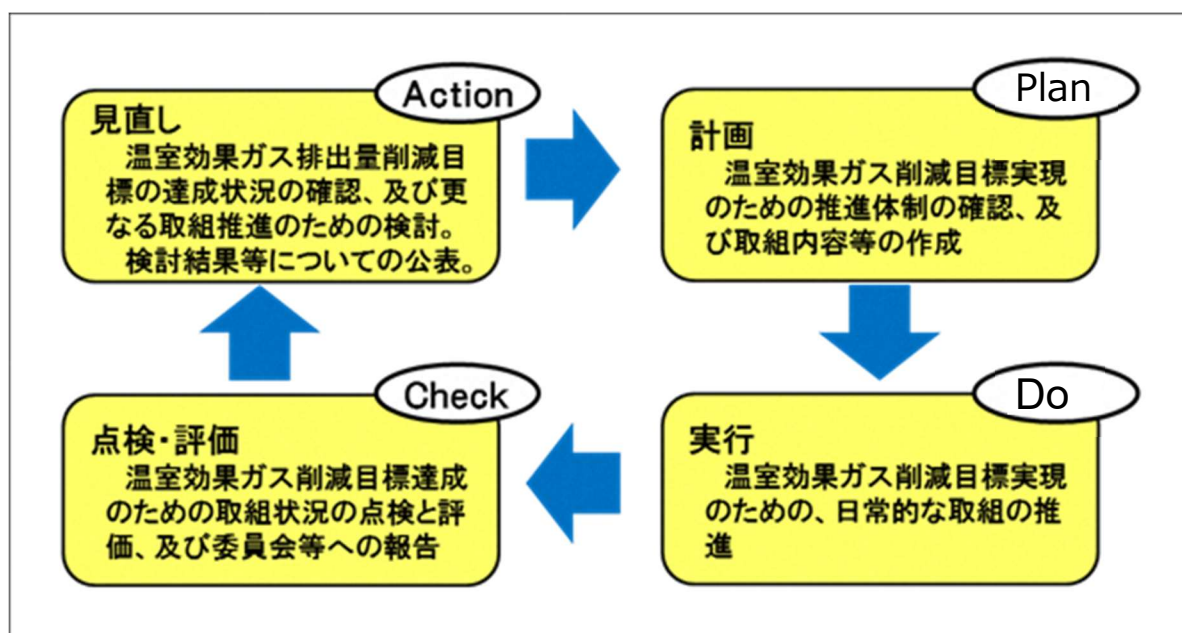 Action
見直し
温室効果ガス排出量削減目
標の達成状況の確認、及び更
なる取組推進のための検討。
検討結果等についての公表。
Plan
計画
温室効果ガス削減目標実現
のための推進体制の確認、及
び取組内容等の作成
Check
点検・評価
温室効果ガス削減目標達成
のための取組状況の点検と評
価、及び委員会等への報告
Do
実行
温室効果ガス削減目標実現
のための、日常的な取組の推
進